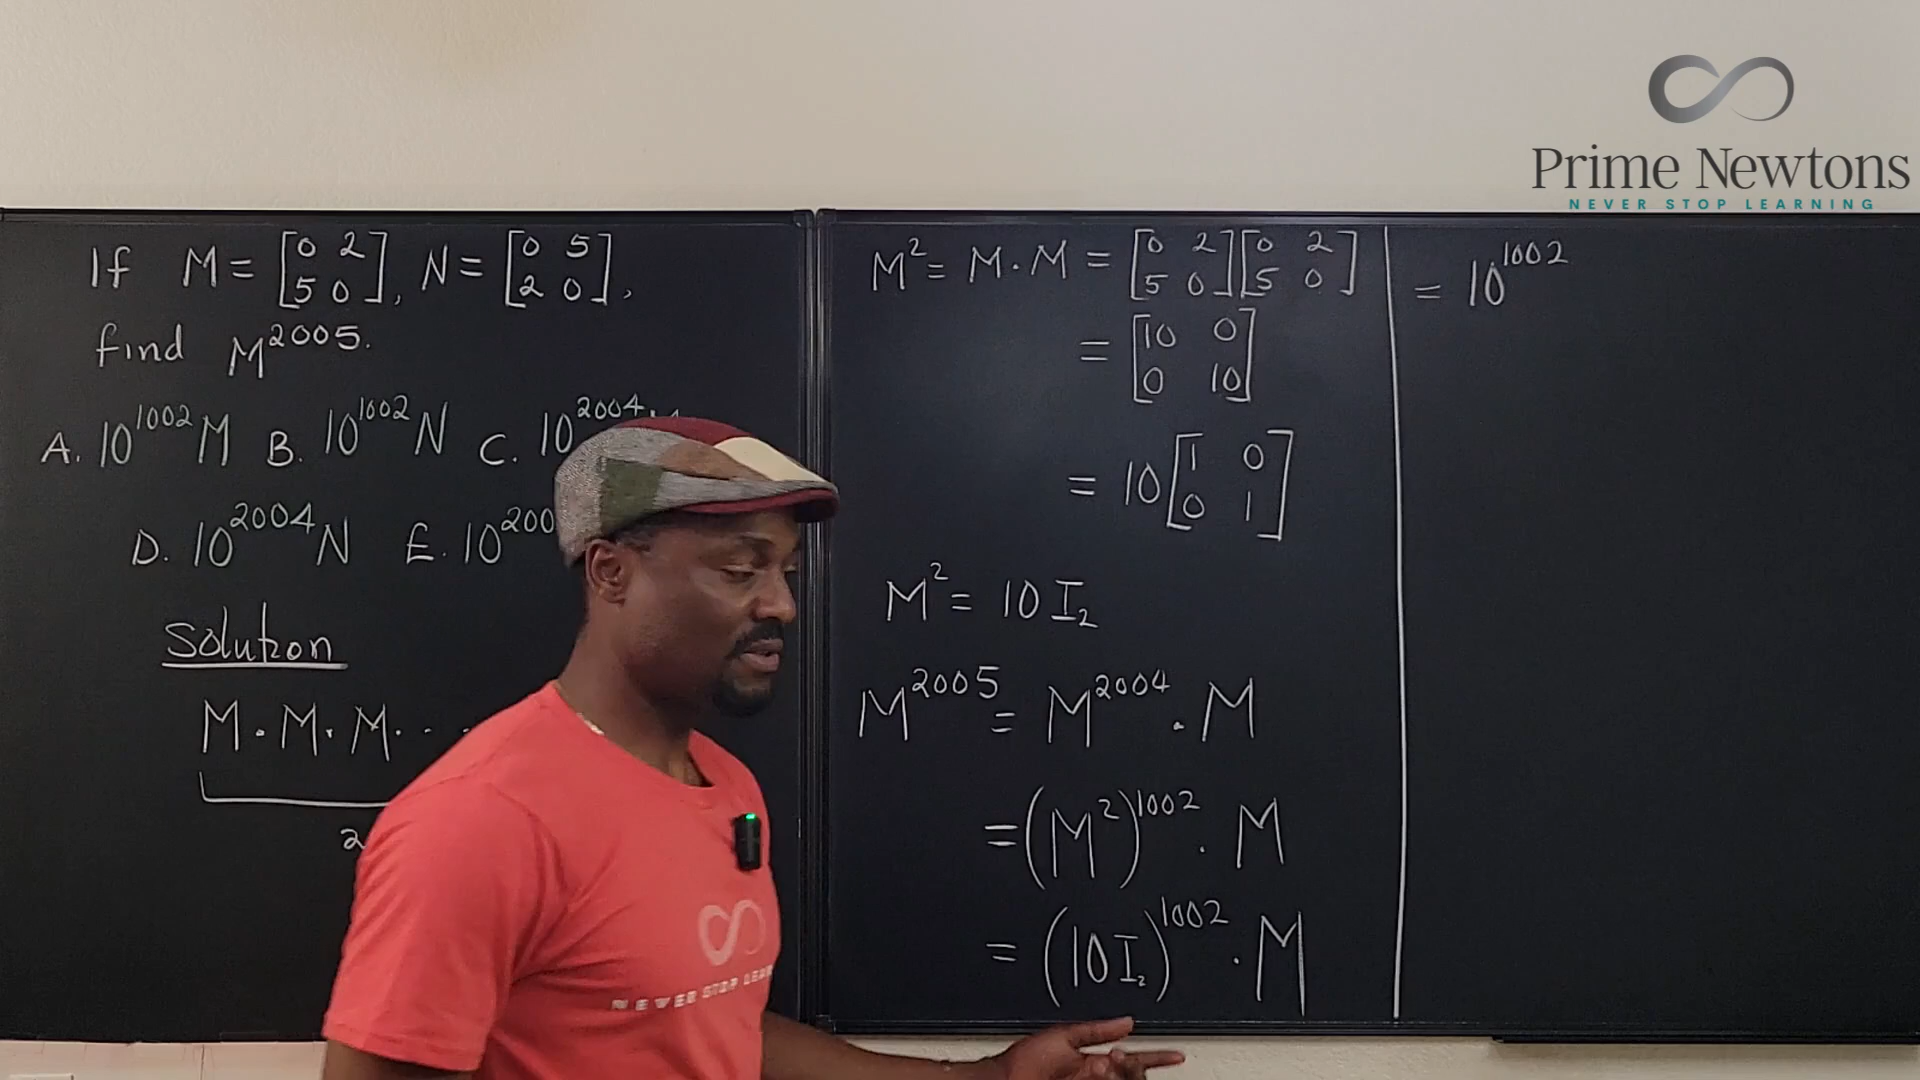 Prime Newtons
NEVER STOP LEARNING
If M = [0 2; 5 0], N = [0 5; 2 0],
find M^2005.
A. 10^1002 M B. 10^1002 N C. 10^2004
D. 10^2004 N E. 10^200
Solution
M · M · M · · ·
2
M^2 = M · M = [0 2; 5 0] [0 2; 5 0]
= [10 0; 0 10]
= 10 [1 0; 0 1]
M^2 = 10 I_2
M^2005 = M^2004 · M
= (M^2)^1002 · M
= (10 I_2)^1002 · M
= 10^1002
NEVER STOP